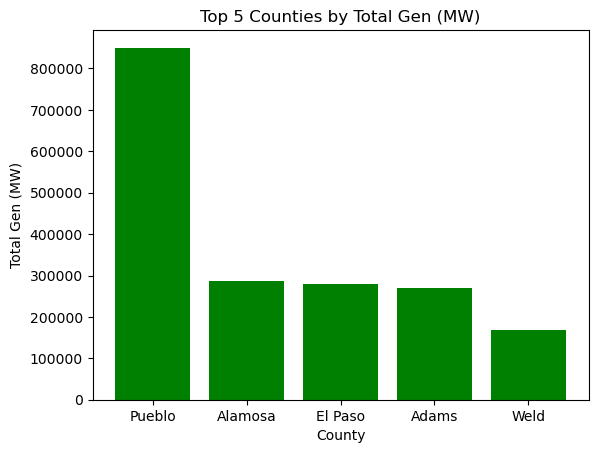 Top 5 Counties by Total Gen (MW)
Total Gen (MW)
800000
700000
600000
500000
400000
300000
200000
100000
0
Pueblo Alamosa El Paso Adams Weld
County